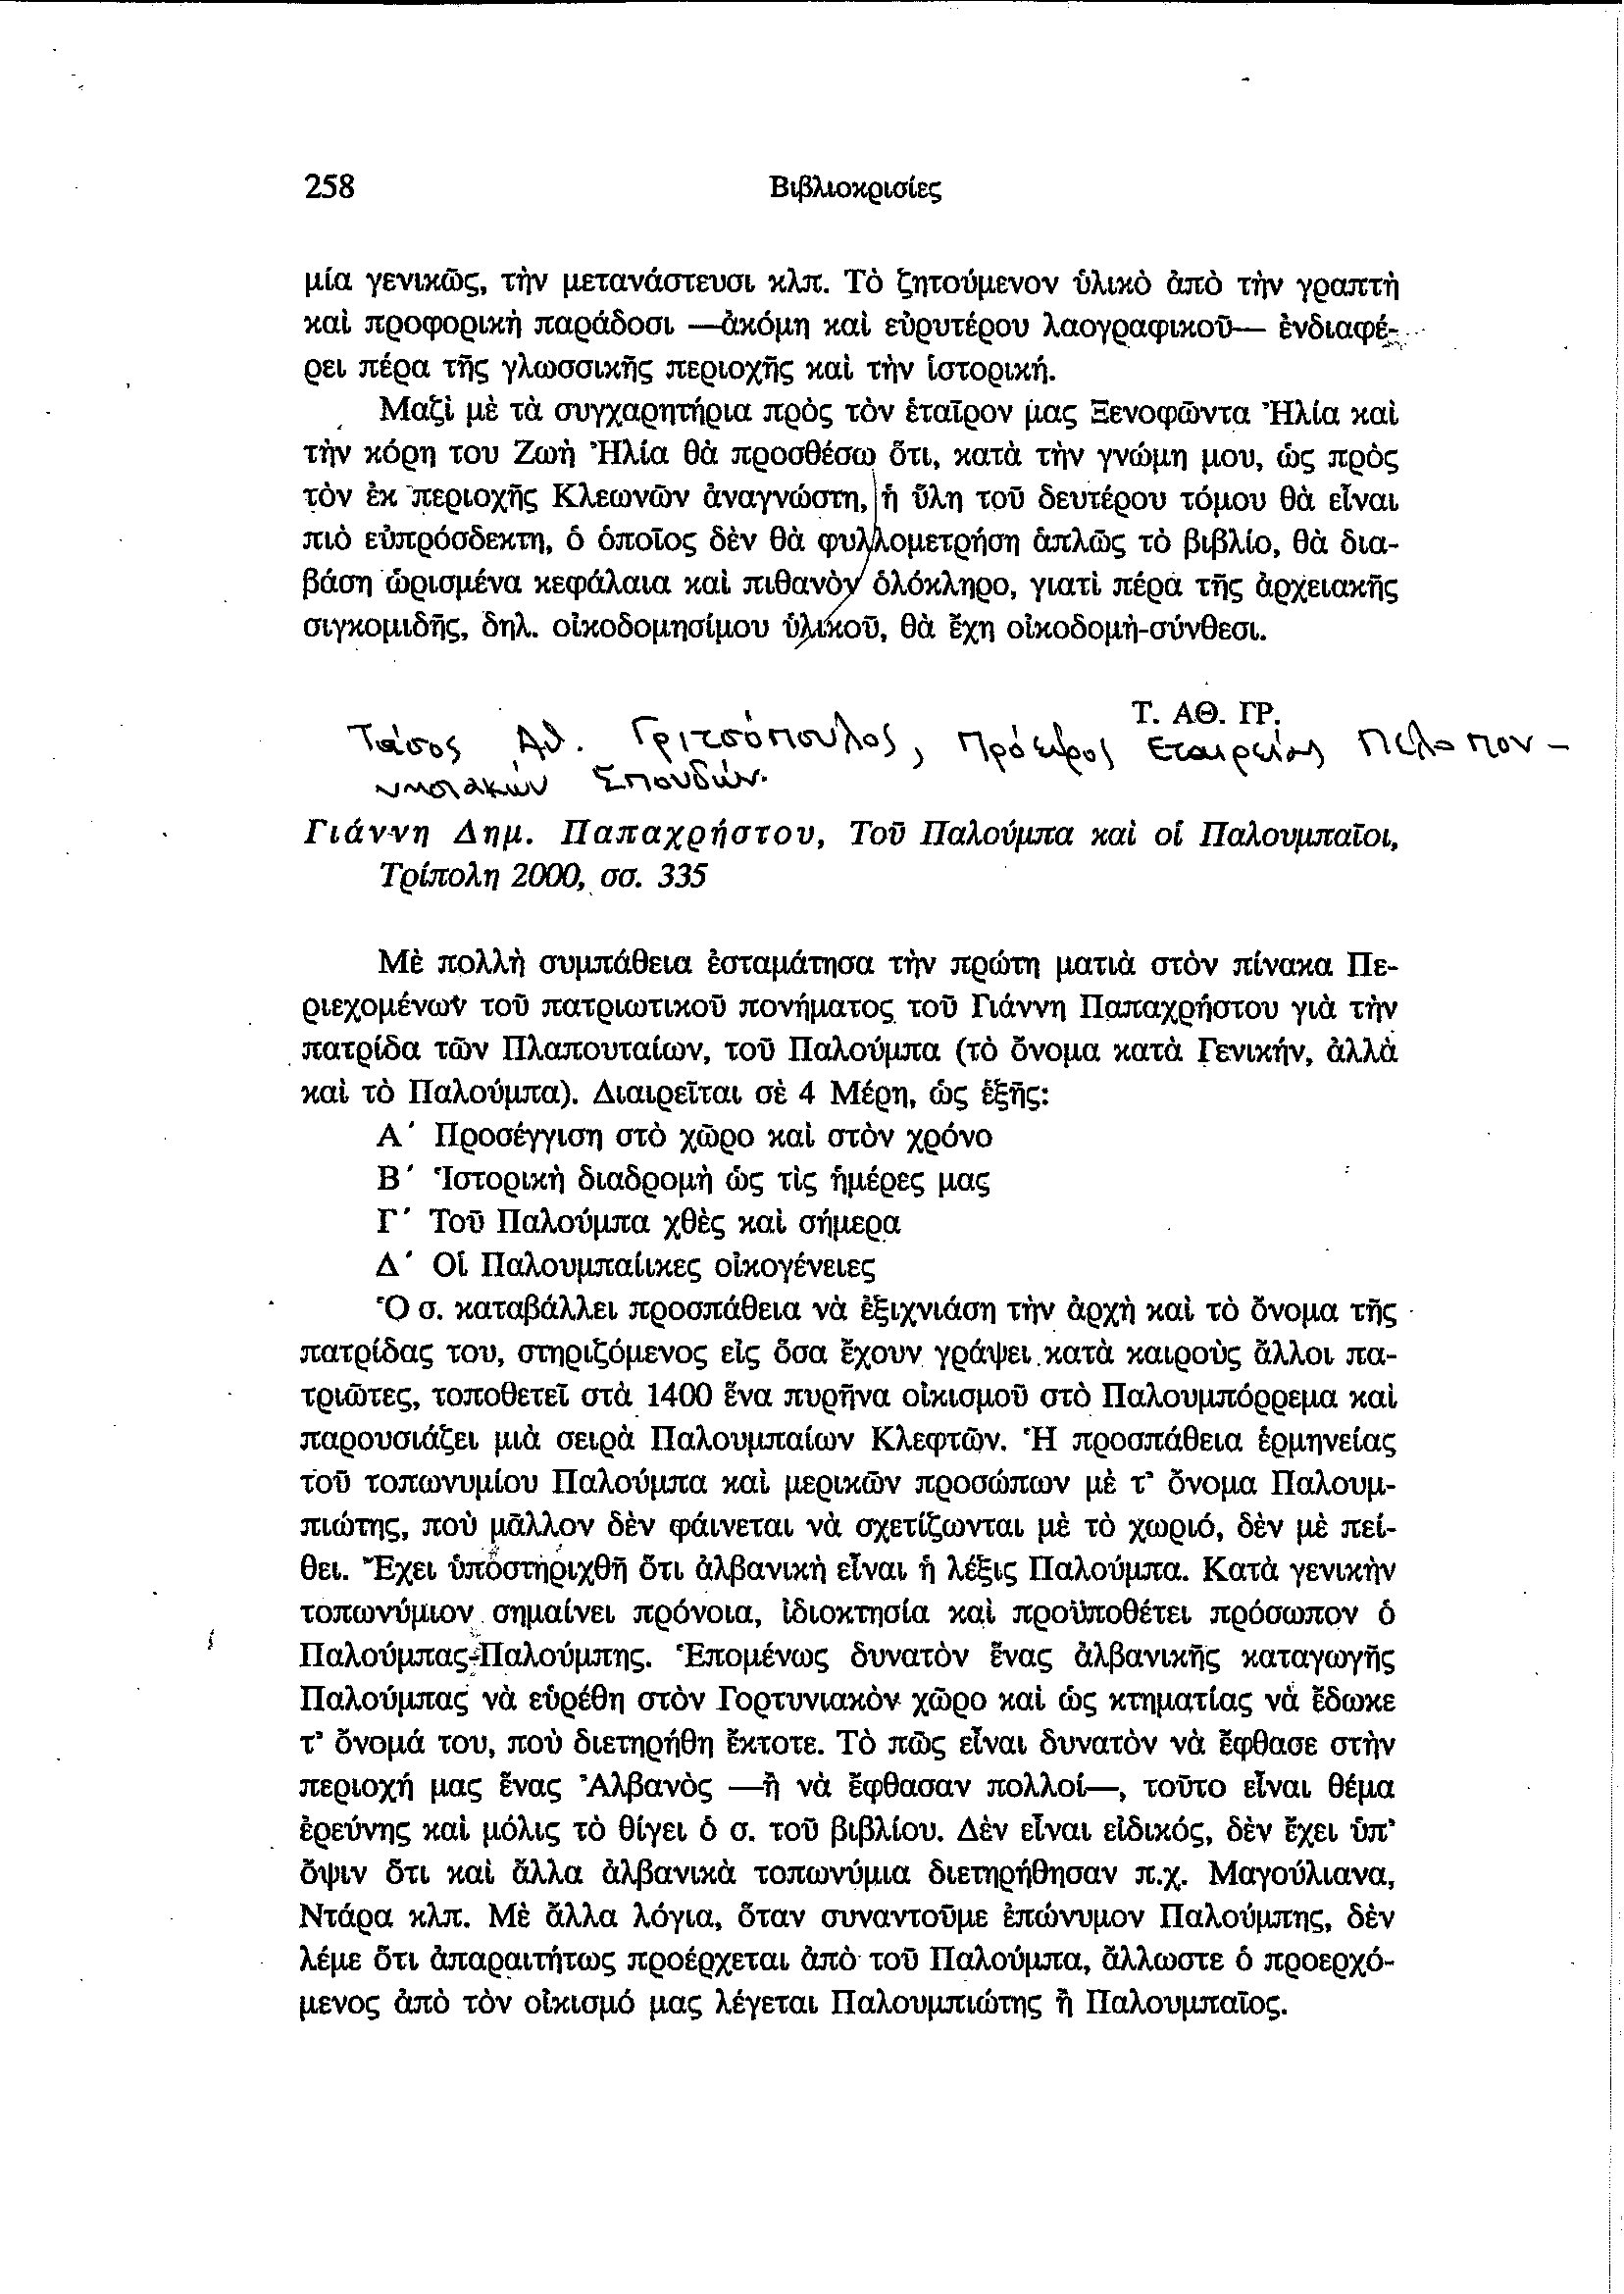 258
Βιβλιοκρισίες
μία γενικῶς, τὴν μετανάστευσι κλπ. Τὸ ζητούμενον ὑλικὸ ἀπὸ τὴν γραπτὴ
καὶ προφορικὴ παράδοσι —ἀκόμη καὶ εὐρυτέρου λαογραφικοῦ— ἐνδιαφέ-
ρει πέρα τῆς γλωσσικῆς περιοχῆς καὶ τὴν ἱστορική.
Μαζὶ μὲ τὰ συγχαρητήρια πρὸς τὸν ἑταῖρον μας Ξενοφῶντα Ἠλία καὶ
τὴν κόρη του Ζωὴ Ἠλία θὰ προσθέσω ὅτι, κατὰ τὴν γνώμη μου, ὡς πρὸς
τὸν ἐκ περιοχῆς Κλεωνῶν ἀναγνώστη, ἡ ὕλη τοῦ δευτέρου τόμου θὰ εἶναι
πιὸ εὐπρόσδεκτη, ὁ ὁποῖος δὲν θὰ φυλλομετρήση ἁπλῶς τὸ βιβλίο, θὰ δια-
βάση ὡρισμένα κεφάλαια καὶ πιθανὸν ὁλόκληρο, γιατὶ πέρα τῆς ἀρχειακῆς
σιγκομιδῆς, δηλ. οἰκοδομησίμου ὑλικοῦ, θὰ ἔχη οἰκοδομὴ-σύνθεσι.
Τ. ΑΘ. ΓΡ.
Τάσος Αθ. Γριτσόπουλος, Πρόεδρος Εταιρείας Πελοπον-
νησιακών Σπουδών.
Γιάννη Δημ. Παπαχρήστου, Τοῦ Παλούμπα καὶ οἱ Παλουμπαῖοι,
Τρίπολη 2000, σσ. 335
Μὲ πολλὴ συμπάθεια ἐσταμάτησα τὴν πρώτη ματιὰ στὸν πίνακα Πε-
ριεχομένων τοῦ πατριωτικοῦ πονήματος τοῦ Γιάννη Παπαχρήστου γιὰ τὴν
πατρίδα τῶν Πλαπουταίων, τοῦ Παλούμπα (τὸ ὄνομα κατὰ Γενικήν, ἀλλὰ
καὶ τὸ Παλούμπα). Διαιρεῖται σὲ 4 Μέρη, ὡς ἑξῆς:
Α΄ Προσέγγιση στὸ χῶρο καὶ στὸν χρόνο
Β΄ Ἱστορικὴ διαδρομὴ ὡς τὶς ἡμέρες μας
Γ΄ Τοῦ Παλούμπα χθὲς καὶ σήμερα
Δ΄ Οἱ Παλουμπαίικες οἰκογένειες
Ὁ σ. καταβάλλει προσπάθεια νὰ ἐξιχνιάση τὴν ἀρχὴ καὶ τὸ ὄνομα τῆς
πατρίδας του, στηριζόμενος εἰς ὅσα ἔχουν γράψει κατὰ καιροὺς ἄλλοι πα-
τριῶτες, τοποθετεῖ στὰ 1400 ἕνα πυρῆνα οἰκισμοῦ στὸ Παλουμπόρρεμα καὶ
παρουσιάζει μιὰ σειρὰ Παλουμπαίων Κλεφτῶν. Ἡ προσπάθεια ἑρμηνείας
τοῦ τοπωνυμίου Παλούμπα καὶ μερικῶν προσώπων μὲ τ᾽ ὄνομα Παλουμ-
πιώτης, ποὺ μᾶλλον δὲν φάινεται νὰ σχετίζωνται μὲ τὸ χωριό, δὲν μὲ πεί-
θει. Ἔχει ὑποστηριχθῆ ὅτι ἀλβανικὴ εἶναι ἡ λέξις Παλούμπα. Κατὰ γενικὴν
τοπωνύμιον σημαίνει πρόνοια, ἰδιοκτησία καὶ προϋποθέτει πρόσωπον ὁ
Παλούμπας-Παλούμπης. Ἑπομένως δυνατὸν ἕνας ἀλβανικῆς καταγωγῆς
Παλούμπας νὰ εὑρέθη στὸν Γορτυνιακὸν χῶρο καὶ ὡς κτηματίας νὰ ἔδωκε
τ᾽ ὄνομά του, ποὺ διετηρήθη ἔκτοτε. Τὸ πῶς εἶναι δυνατὸν νὰ ἔφθασε στὴν
περιοχή μας ἕνας Ἀλβανὸς —ἢ νὰ ἔφθασαν πολλοί—, τοῦτο εἶναι θέμα
ἐρεύνης καὶ μόλις τὸ θίγει ὁ σ. τοῦ βιβλίου. Δὲν εἶναι εἰδικός, δὲν ἔχει ὑπ᾽
ὄψιν ὅτι καὶ ἄλλα ἀλβανικὰ τοπωνύμια διετηρήθησαν π.χ. Μαγούλιανα,
Ντάρα κλπ. Μὲ ἄλλα λόγια, ὅταν συναντοῦμε ἐπώνυμον Παλούμπης, δὲν
λέμε ὅτι ἀπαραιτήτως προέρχεται ἀπὸ τοῦ Παλούμπα, ἄλλωστε ὁ προερχό-
μενος ἀπὸ τὸν οἰκισμό μας λέγεται Παλουμπιώτης ἢ Παλουμπαῖος.